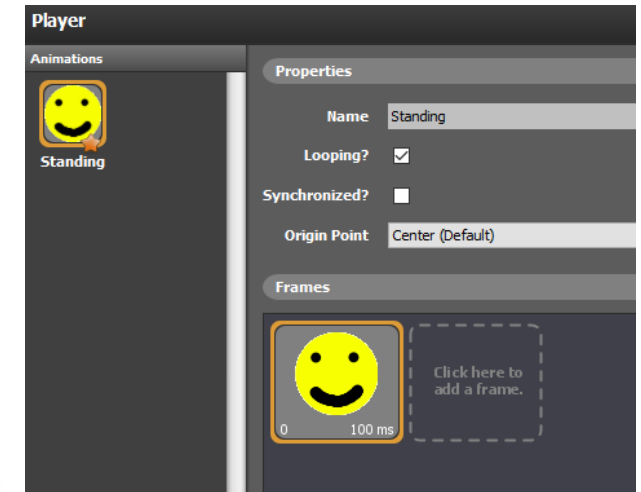 Player
Animations
Standing
Properties
Name Standing
Looping?
Synchronized?
Origin Point Center (Default)
Frames
0 100 ms
Click here to
add a frame.